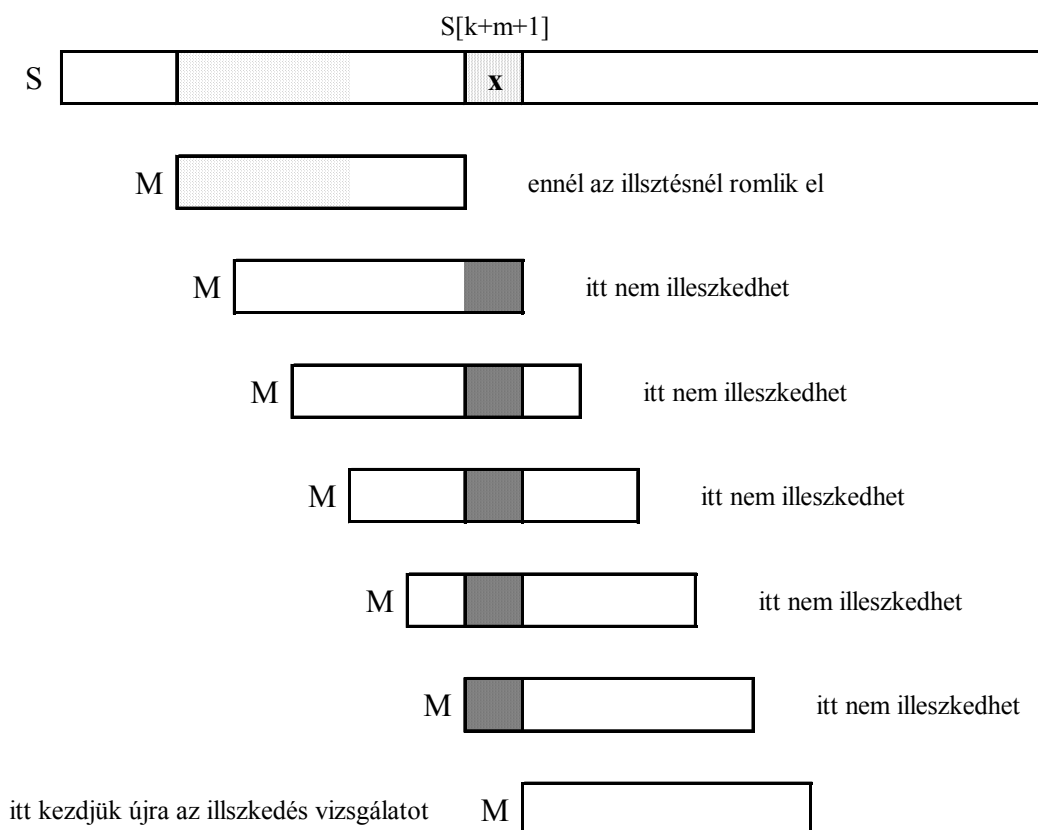 S[k+m+1]
S x
M ennél az illsztésnél romlik el
M itt nem illeszkedhet
M itt nem illeszkedhet
M itt nem illeszkedhet
M itt nem illeszkedhet
M itt nem illeszkedhet
itt kezdjük újra az illszkedés vizsgálatot M